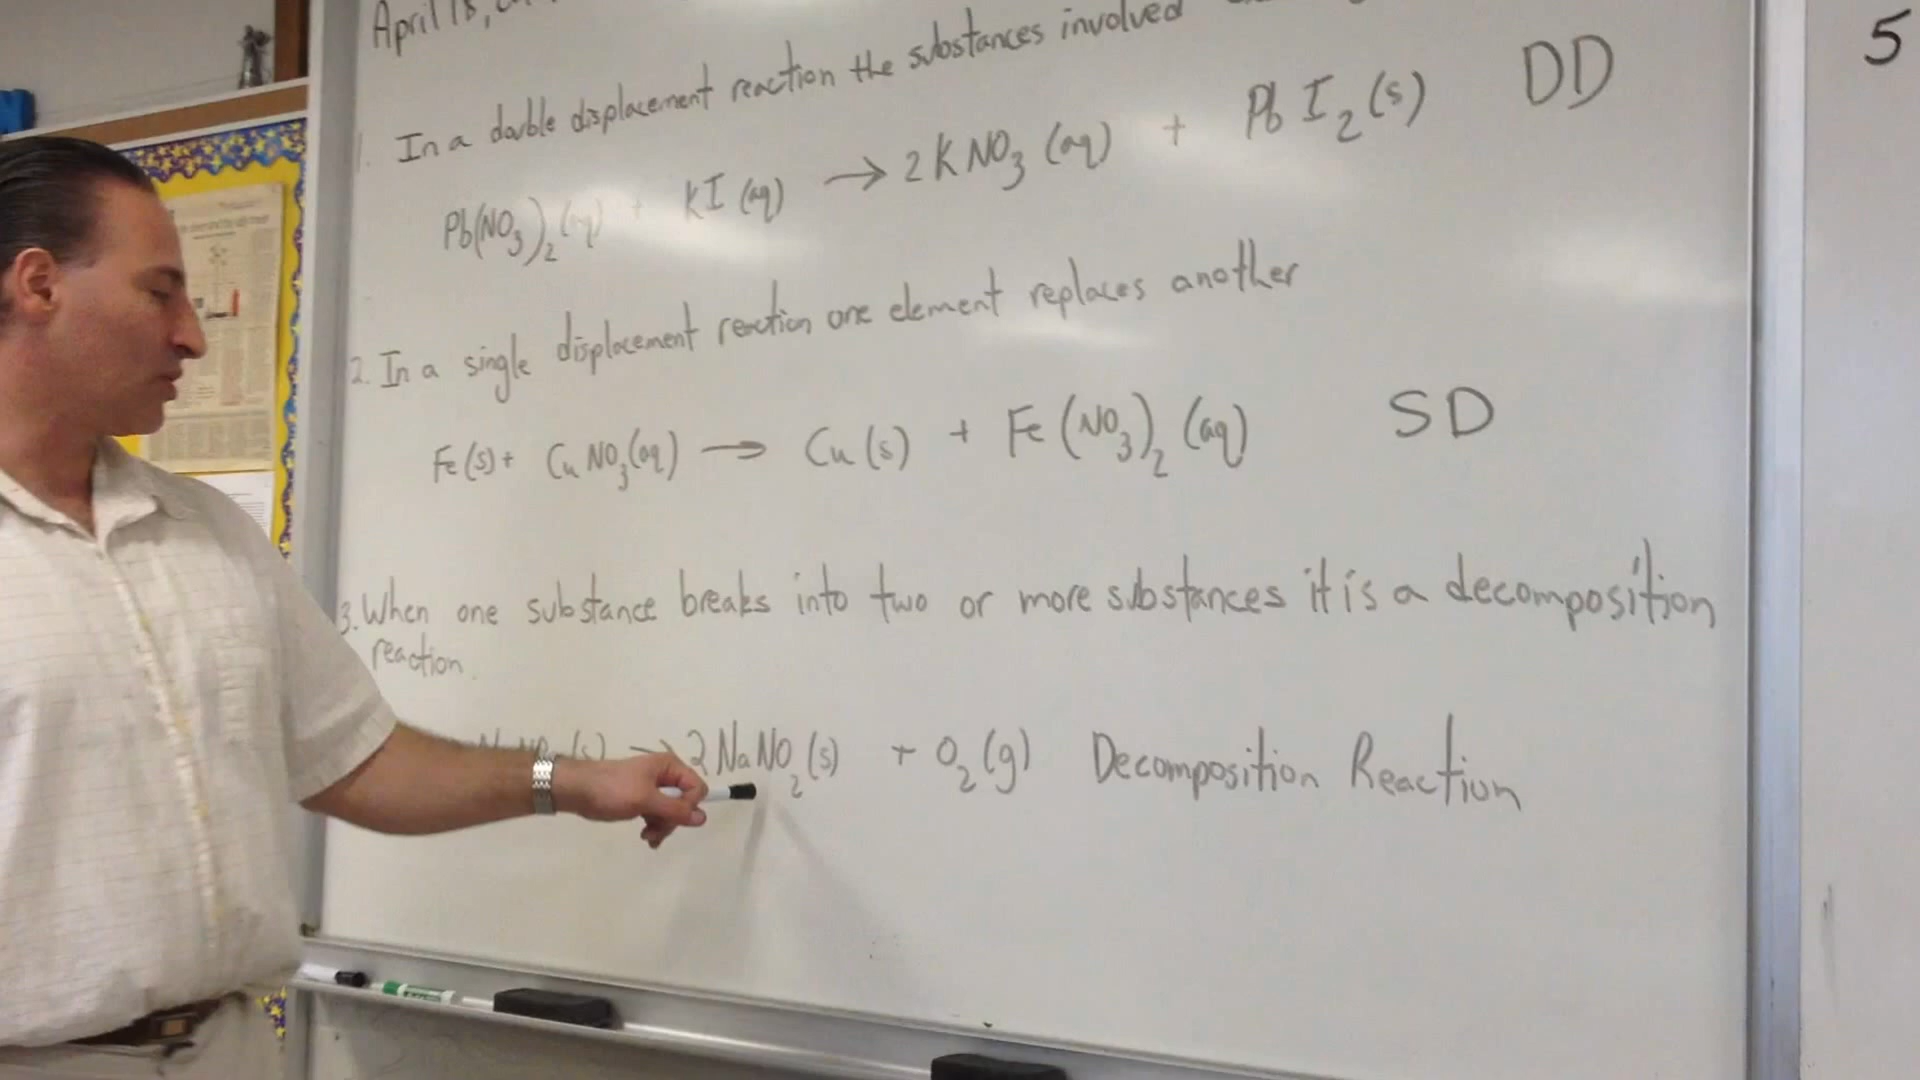 April 18,
1. In a double displacement reaction the substances involved
Pb(NO₃)₂(aq) + KI(aq) → 2KNO₃(aq) + PbI₂(s) DD
2. In a single displacement reaction one element replaces another
Fe(s) + CuNO₃(aq) → Cu(s) + Fe(NO₃)₂(aq) SD
3. When one substance breaks into two or more substances it is a decomposition
reaction.
(s) → 2NaNO₂(s) + O₂(g) Decomposition Reaction
5